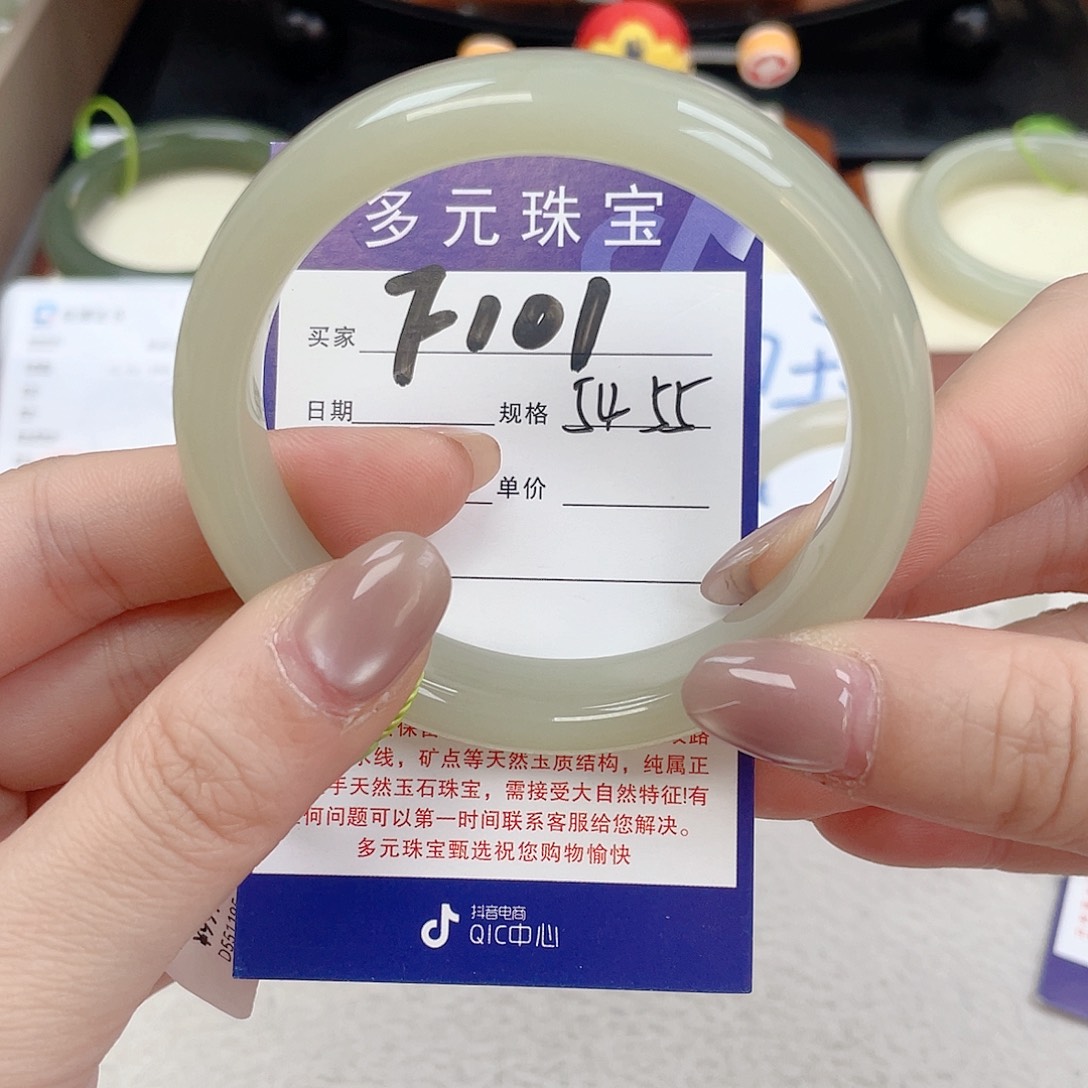 多元珠宝
买家 7101
日期 规格 54 55
单价
线，矿点等天然玉质结构，纯属正
手天然玉石珠宝，需接受大自然特征!有
何问题可以第一时间联系客服给您解决。
多元珠宝甄选祝您购物愉快
抖音电商
QIC中心